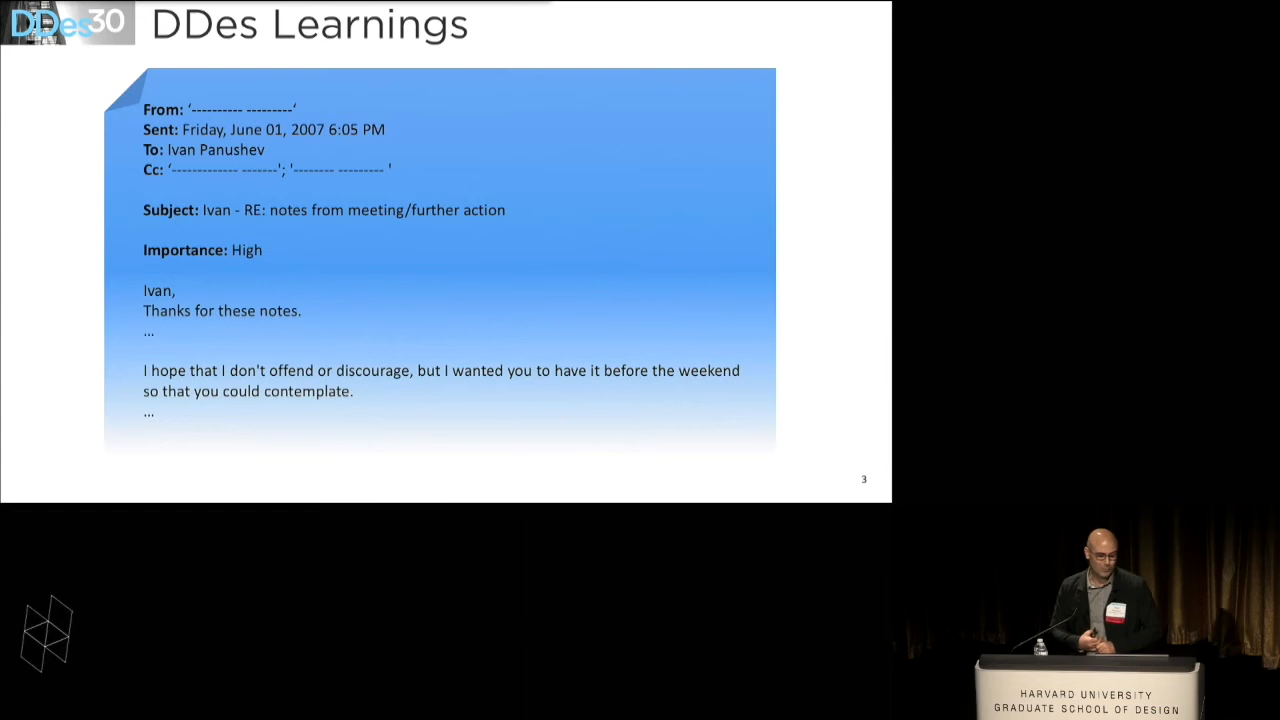 DDes30
DDes Learnings
From: ‘---------- ---------‘
Sent: Friday, June 01, 2007 6:05 PM
To: Ivan Panushev
Cc: ‘------------- -------'; '-------- --------- '
Subject: Ivan - RE: notes from meeting/further action
Importance: High
Ivan,
Thanks for these notes.
...
I hope that I don't offend or discourage, but I wanted you to have it before the weekend
so that you could contemplate.
...
3
HARVARD UNIVERSITY
GRADUATE SCHOOL OF DESIGN